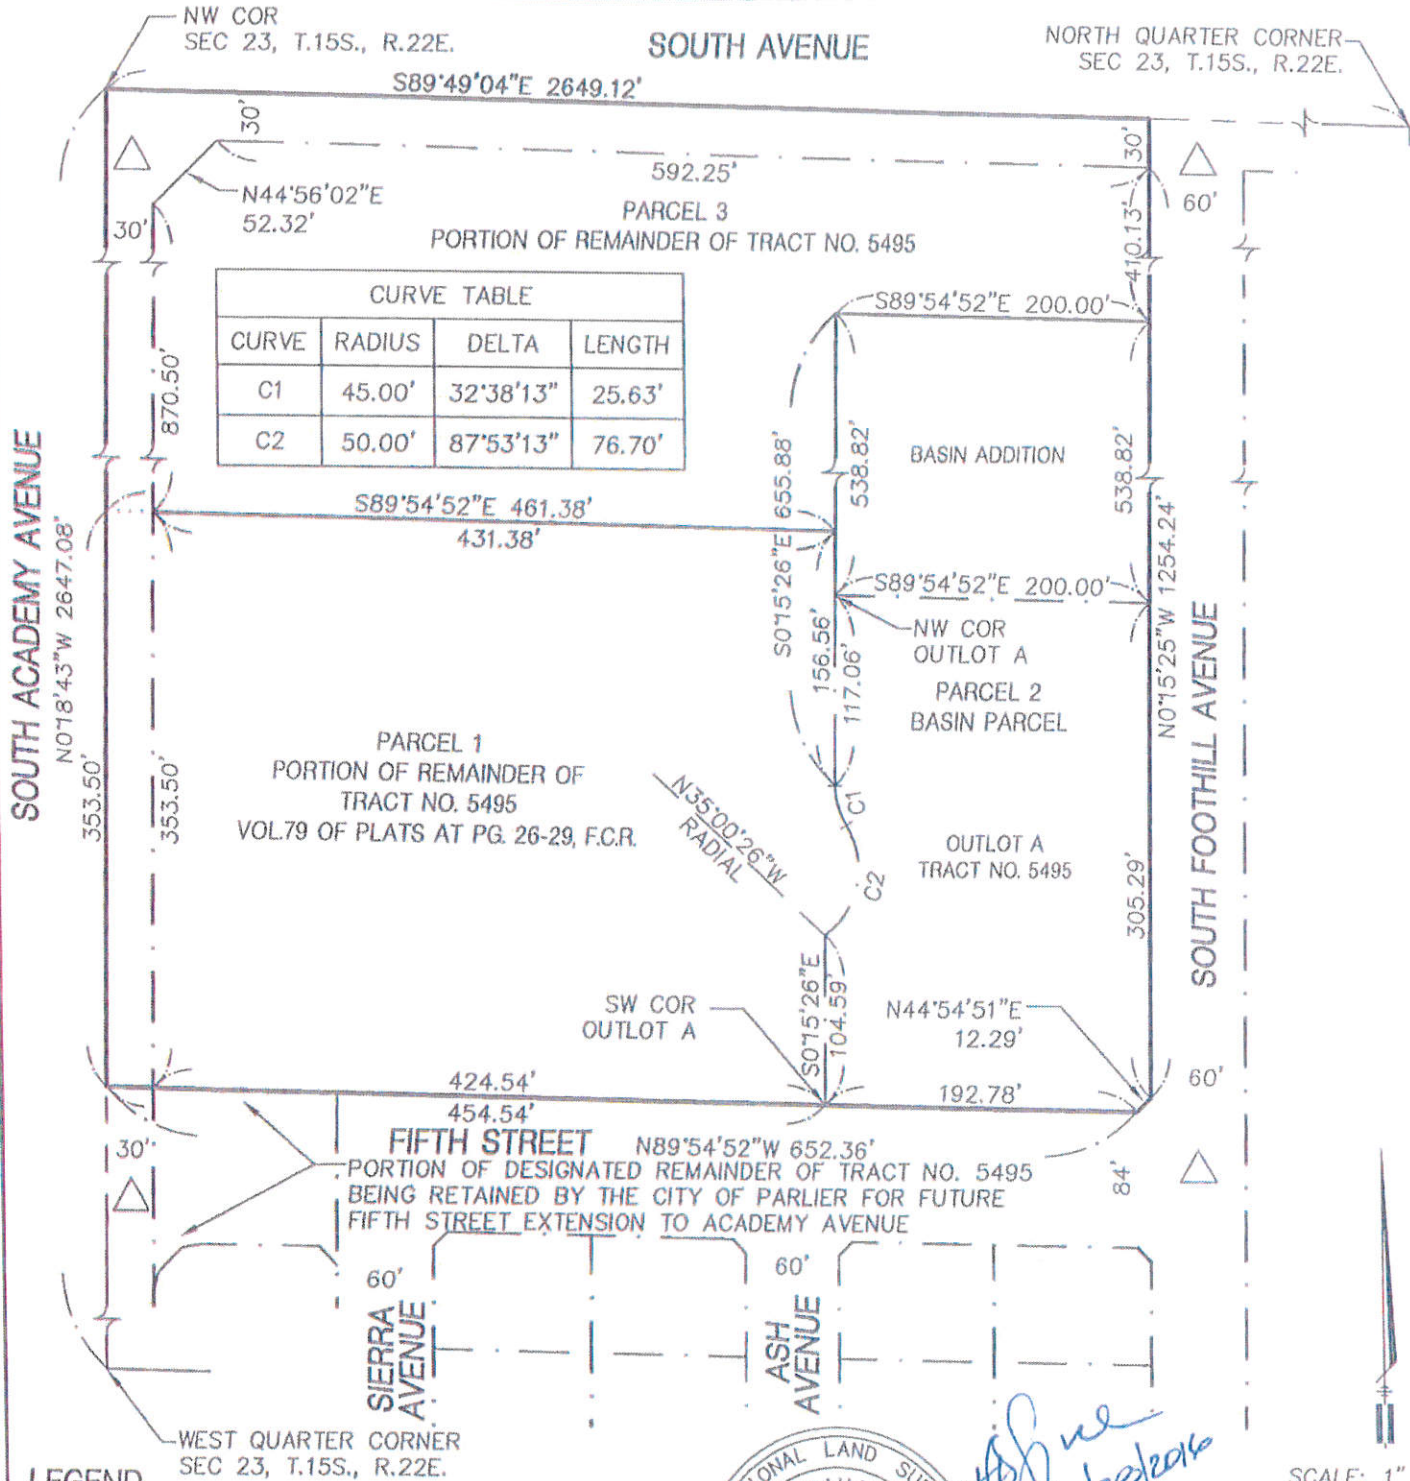 NW COR
SEC 23, T.15S., R.22E.
SOUTH AVENUE
NORTH QUARTER CORNER
SEC 23, T.15S., R.22E.
S89°49'04"E 2649.12'
30'
30'
592.25'
N44°56'02"E
52.32'
30'
60'
PARCEL 3
PORTION OF REMAINDER OF TRACT NO. 5495
410.13'
CURVE TABLE
CURVE RADIUS DELTA LENGTH
C1 45.00' 32°38'13" 25.63'
C2 50.00' 87°53'13" 76.70'
S89°54'52"E 200.00'
870.50'
SOUTH ACADEMY AVENUE
N0°18'43"W 2647.08'
S89°54'52"E 461.38'
431.38'
S0°15'26"E 655.88'
538.82'
BASIN ADDITION
538.82'
N0°15'25"W 1254.24'
S89°54'52"E 200.00'
NW COR
OUTLOT A
156.56'
117.06'
PARCEL 2
BASIN PARCEL
SOUTH FOOTHILL AVENUE
353.50'
353.50'
PARCEL 1
PORTION OF REMAINDER OF
TRACT NO. 5495
VOL.79 OF PLATS AT PG. 26-29, F.C.R.
N35°00'26"W
RADIAL
C1
C2
OUTLOT A
TRACT NO. 5495
305.29'
S0°15'26"E
104.59'
SW COR
OUTLOT A
N44°54'51"E
12.29'
424.54'
454.54'
192.78'
60'
FIFTH STREET N89°54'52"W 652.36'
30'
84'
PORTION OF DESIGNATED REMAINDER OF TRACT NO. 5495
BEING RETAINED BY THE CITY OF PARLIER FOR FUTURE
FIFTH STREET EXTENSION TO ACADEMY AVENUE
60'
60'
SIERRA
AVENUE
ASH
AVENUE
WEST QUARTER CORNER
SEC 23, T.15S., R.22E.
LEGEND
LAND
SCALE: 1"